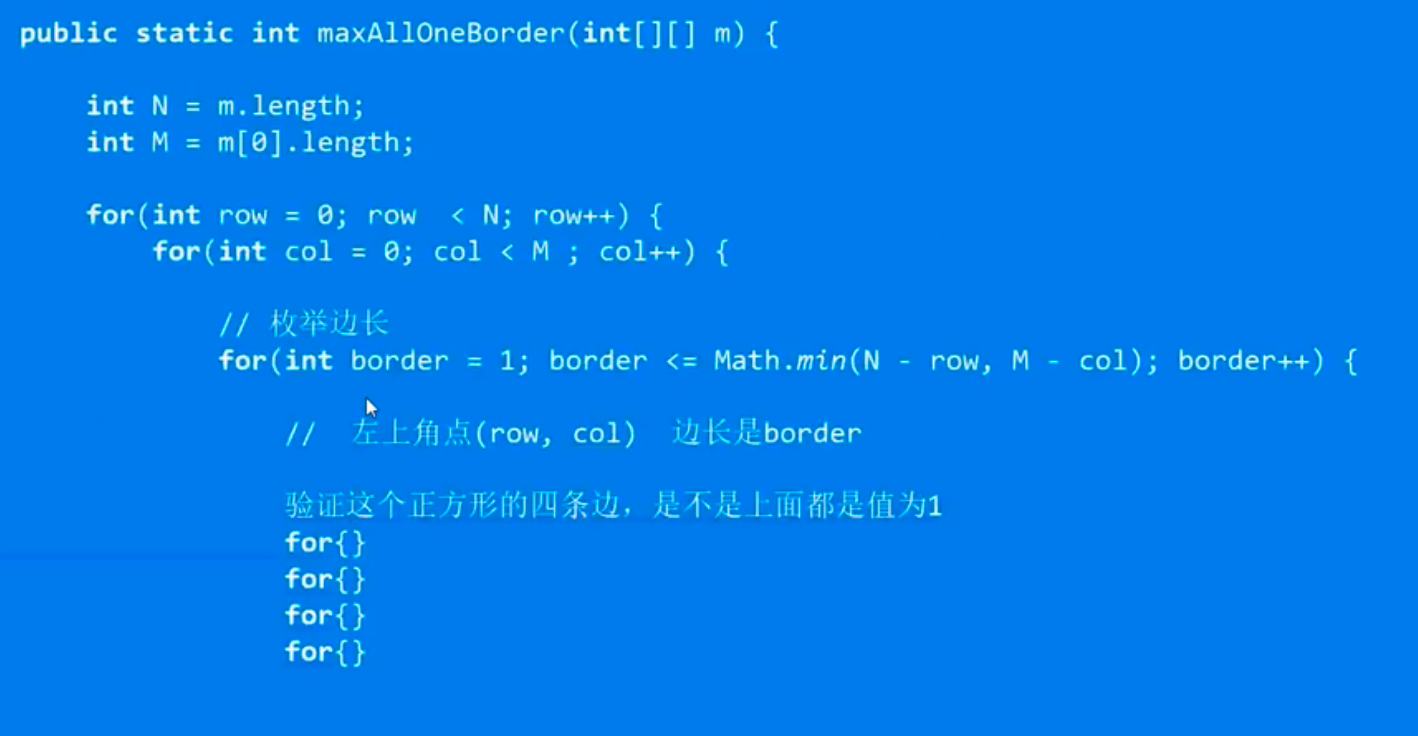 public static int maxAllOneBorder(int[][] m) {
int N = m.length;
int M = m[0].length;
for(int row = 0; row  < N; row++) {
for(int col = 0; col < M ; col++) {
// 枚举边长
for(int border = 1; border <= Math.min(N - row, M - col); border++) {
//  左上角点(row, col)  边长是border
验证这个正方形的四条边，是不是上面都是值为1
for{}
for{}
for{}
for{}